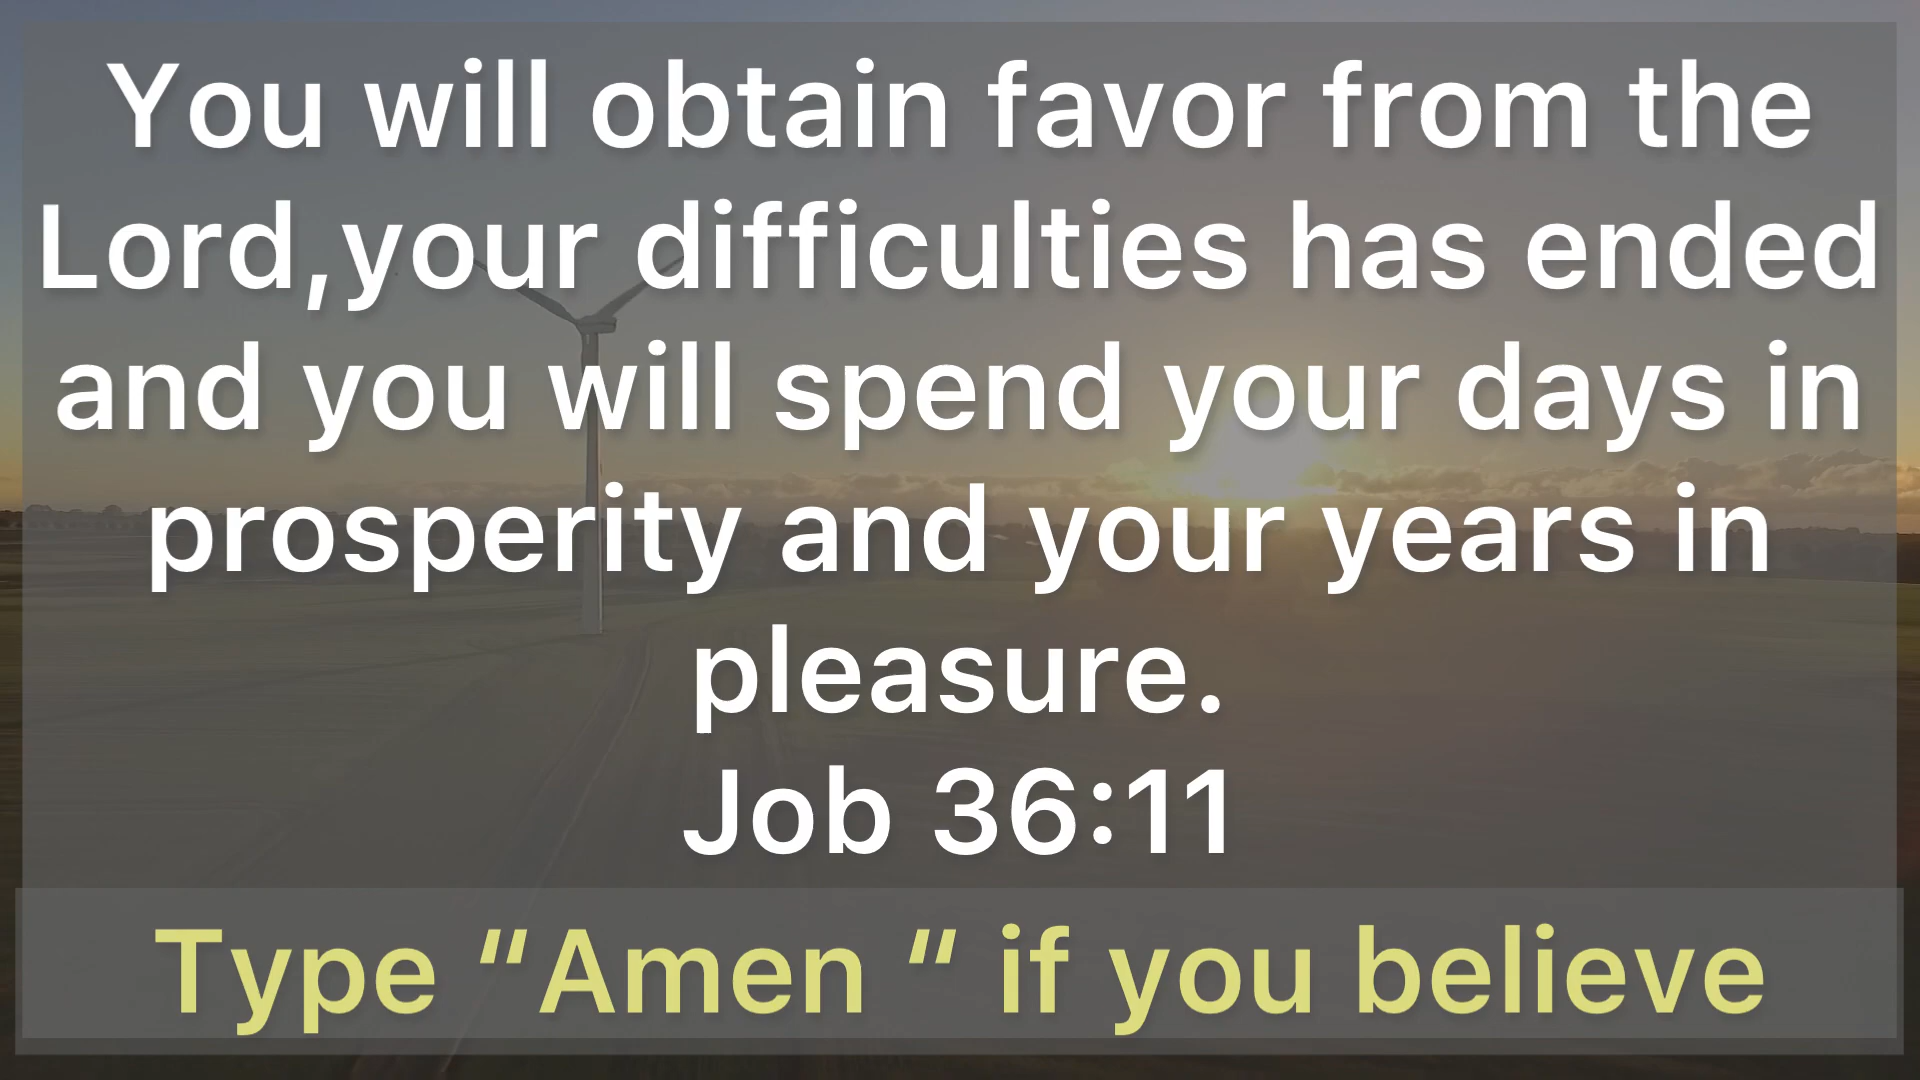 You will obtain favor from the
Lord,your difficulties has ended
and you will spend your days in
prosperity and your years in
pleasure.
Job 36:11
Type “Amen “ if you believe